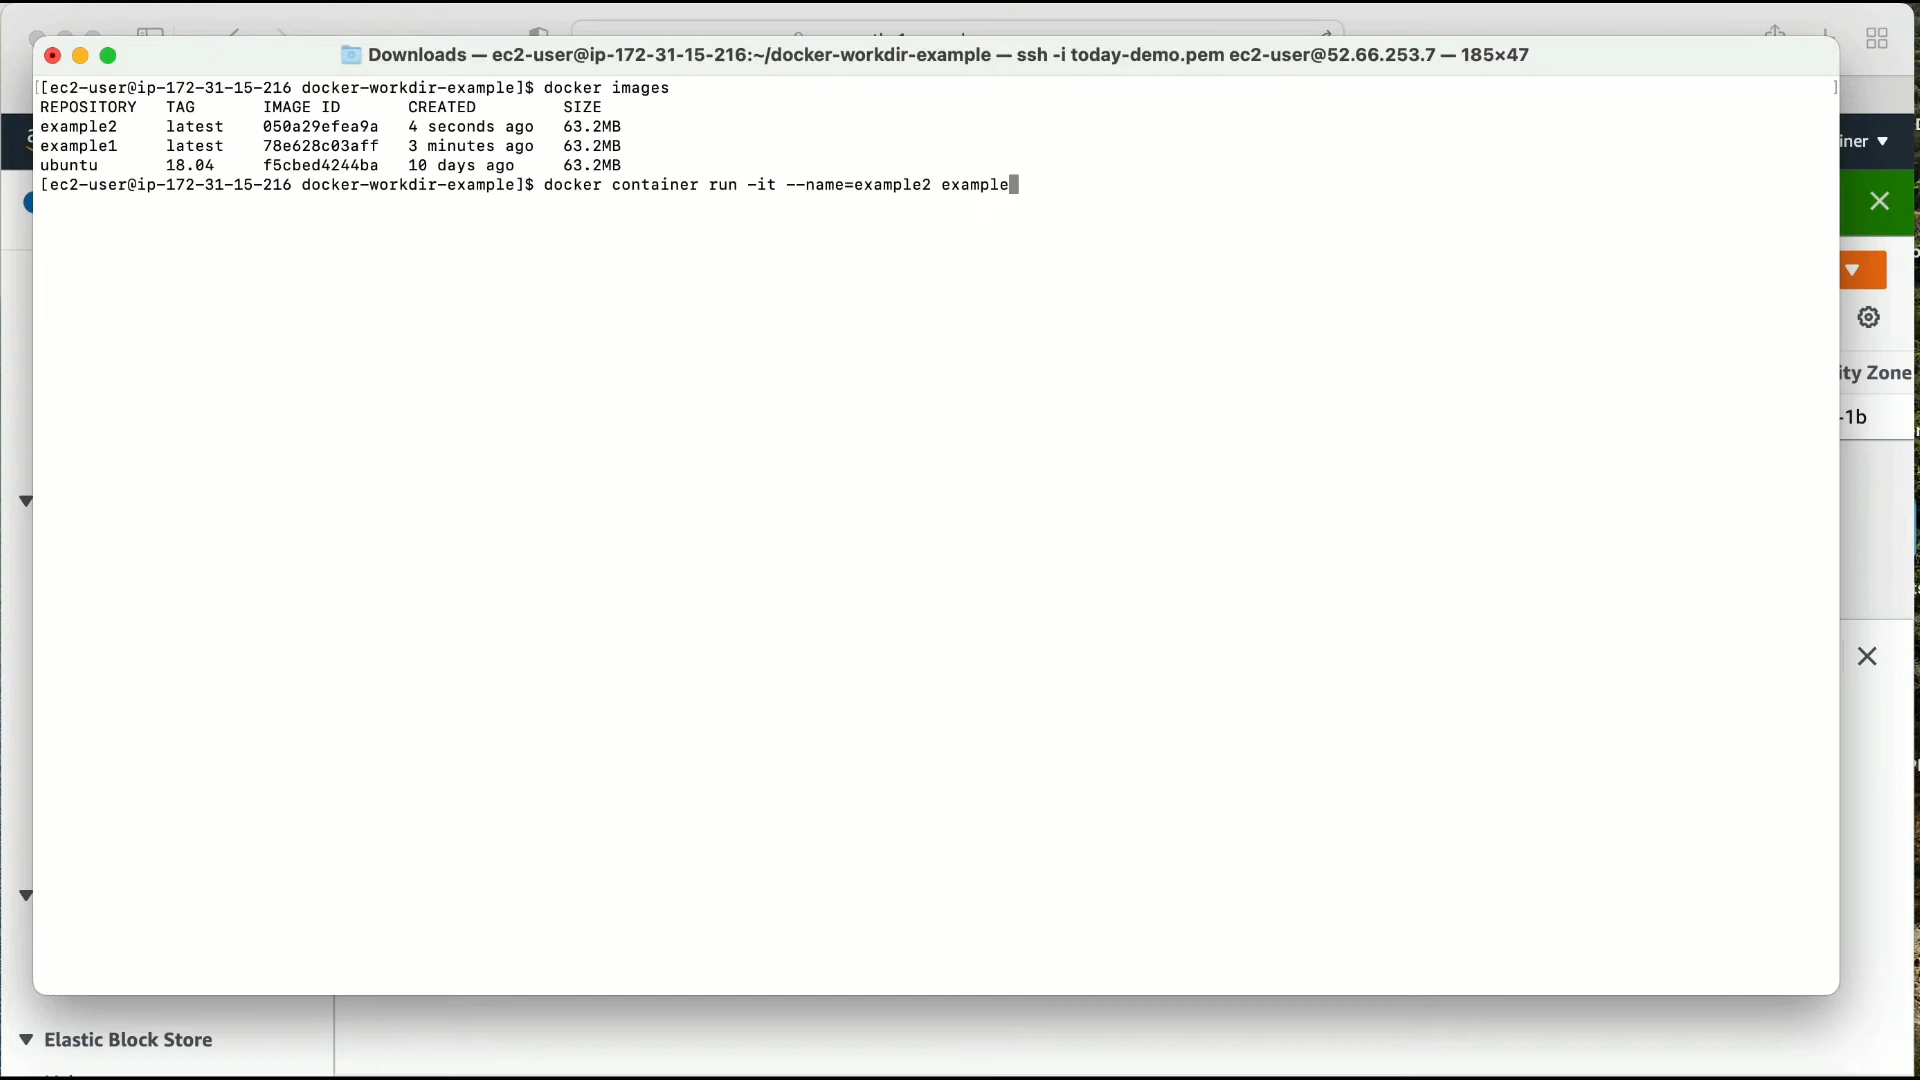 Downloads — ec2-user@ip-172-31-15-216:~/docker-workdir-example — ssh -i today-demo.pem ec2-user@52.66.253.7 — 185×47
[ec2-user@ip-172-31-15-216 docker-workdir-example]$ docker images
REPOSITORY TAG IMAGE ID CREATED SIZE
example2 latest 050a29efea9a 4 seconds ago 63.2MB
example1 latest 78e628c03aff 3 minutes ago 63.2MB
ubuntu 18.04 f5cbed4244ba 10 days ago 63.2MB
[ec2-user@ip-172-31-15-216 docker-workdir-example]$ docker container run -it --name=example2 example
iner
ity Zone
-1b
Elastic Block Store